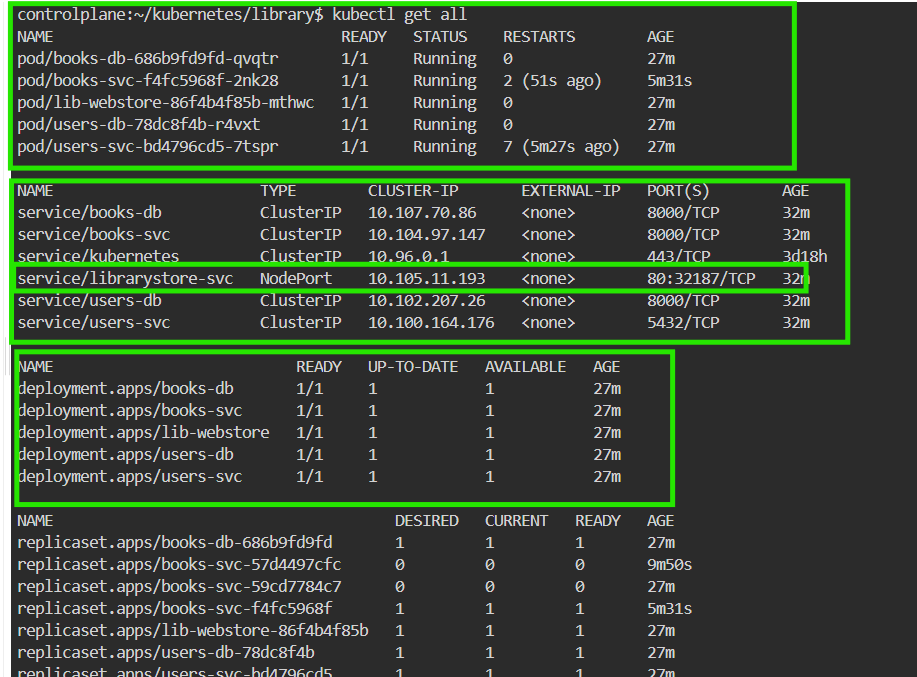 controlplane:~/kubernetes/library$ kubectl get all
NAME READY STATUS RESTARTS AGE
pod/books-db-686b9fd9fd-qvqtr 1/1 Running 0 27m
pod/books-svc-f4fc5968f-2nk28 1/1 Running 2 (51s ago) 5m31s
pod/lib-webstore-86f4b4f85b-mthwc 1/1 Running 0 27m
pod/users-db-78dc8f4b-r4vxt 1/1 Running 0 27m
pod/users-svc-bd4796cd5-7tspr 1/1 Running 7 (5m27s ago) 27m
NAME TYPE CLUSTER-IP EXTERNAL-IP PORT(S) AGE
service/books-db ClusterIP 10.107.70.86 <none> 8000/TCP 32m
service/books-svc ClusterIP 10.104.97.147 <none> 8000/TCP 32m
service/kubernetes ClusterIP 10.96.0.1 <none> 443/TCP 3d18h
service/librarystore-svc NodePort 10.105.11.193 <none> 80:32187/TCP 32m
service/users-db ClusterIP 10.102.207.26 <none> 8000/TCP 32m
service/users-svc ClusterIP 10.100.164.176 <none> 5432/TCP 32m
NAME READY UP-TO-DATE AVAILABLE AGE
deployment.apps/books-db 1/1 1 1 27m
deployment.apps/books-svc 1/1 1 1 27m
deployment.apps/lib-webstore 1/1 1 1 27m
deployment.apps/users-db 1/1 1 1 27m
deployment.apps/users-svc 1/1 1 1 27m
NAME DESIRED CURRENT READY AGE
replicaset.apps/books-db-686b9fd9fd 1 1 1 27m
replicaset.apps/books-svc-57d4497cfc 0 0 0 9m50s
replicaset.apps/books-svc-59cd7784c7 0 0 0 27m
replicaset.apps/books-svc-f4fc5968f 1 1 1 5m31s
replicaset.apps/lib-webstore-86f4b4f85b 1 1 1 27m
replicaset.apps/users-db-78dc8f4b 1 1 1 27m
replicaset.apps/users-svc-bd4796cd5 1 1 1 27m